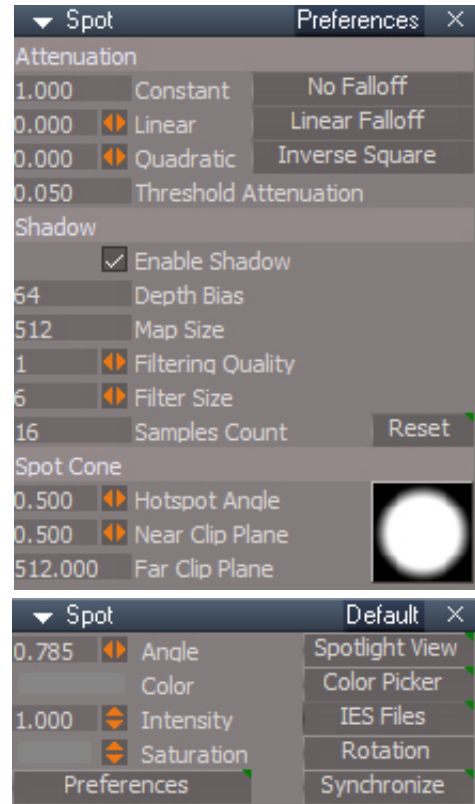 Spot Preferences ×
Attenuation
1.000 Constant No Falloff
0.000 Linear Linear Falloff
0.000 Quadratic Inverse Square
0.050 Threshold Attenuation
Shadow
Enable Shadow
64 Depth Bias
512 Map Size
1 Filtering Quality
6 Filter Size
16 Samples Count Reset
Spot Cone
0.500 Hotspot Angle
0.500 Near Clip Plane
512.000 Far Clip Plane
Spot Default ×
0.785 Angle Spotlight View
Color Color Picker
1.000 Intensity IES Files
Saturation Rotation
Preferences Synchronize